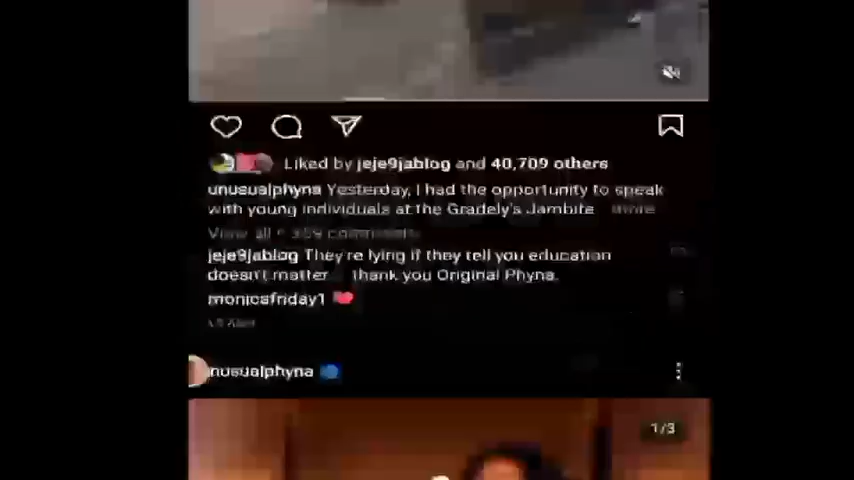 Liked by jeje9jablog and 40,709 others
unusualphyna Yesterday, I had the opportunity to speak
with young individuals at the Gradely's Jambite more
View all 1,359 comments
jeje9jablog They're lying if they tell you education
doesn't matter thank you Original Phyna.
monicafriday1
unusualphyna
1/3